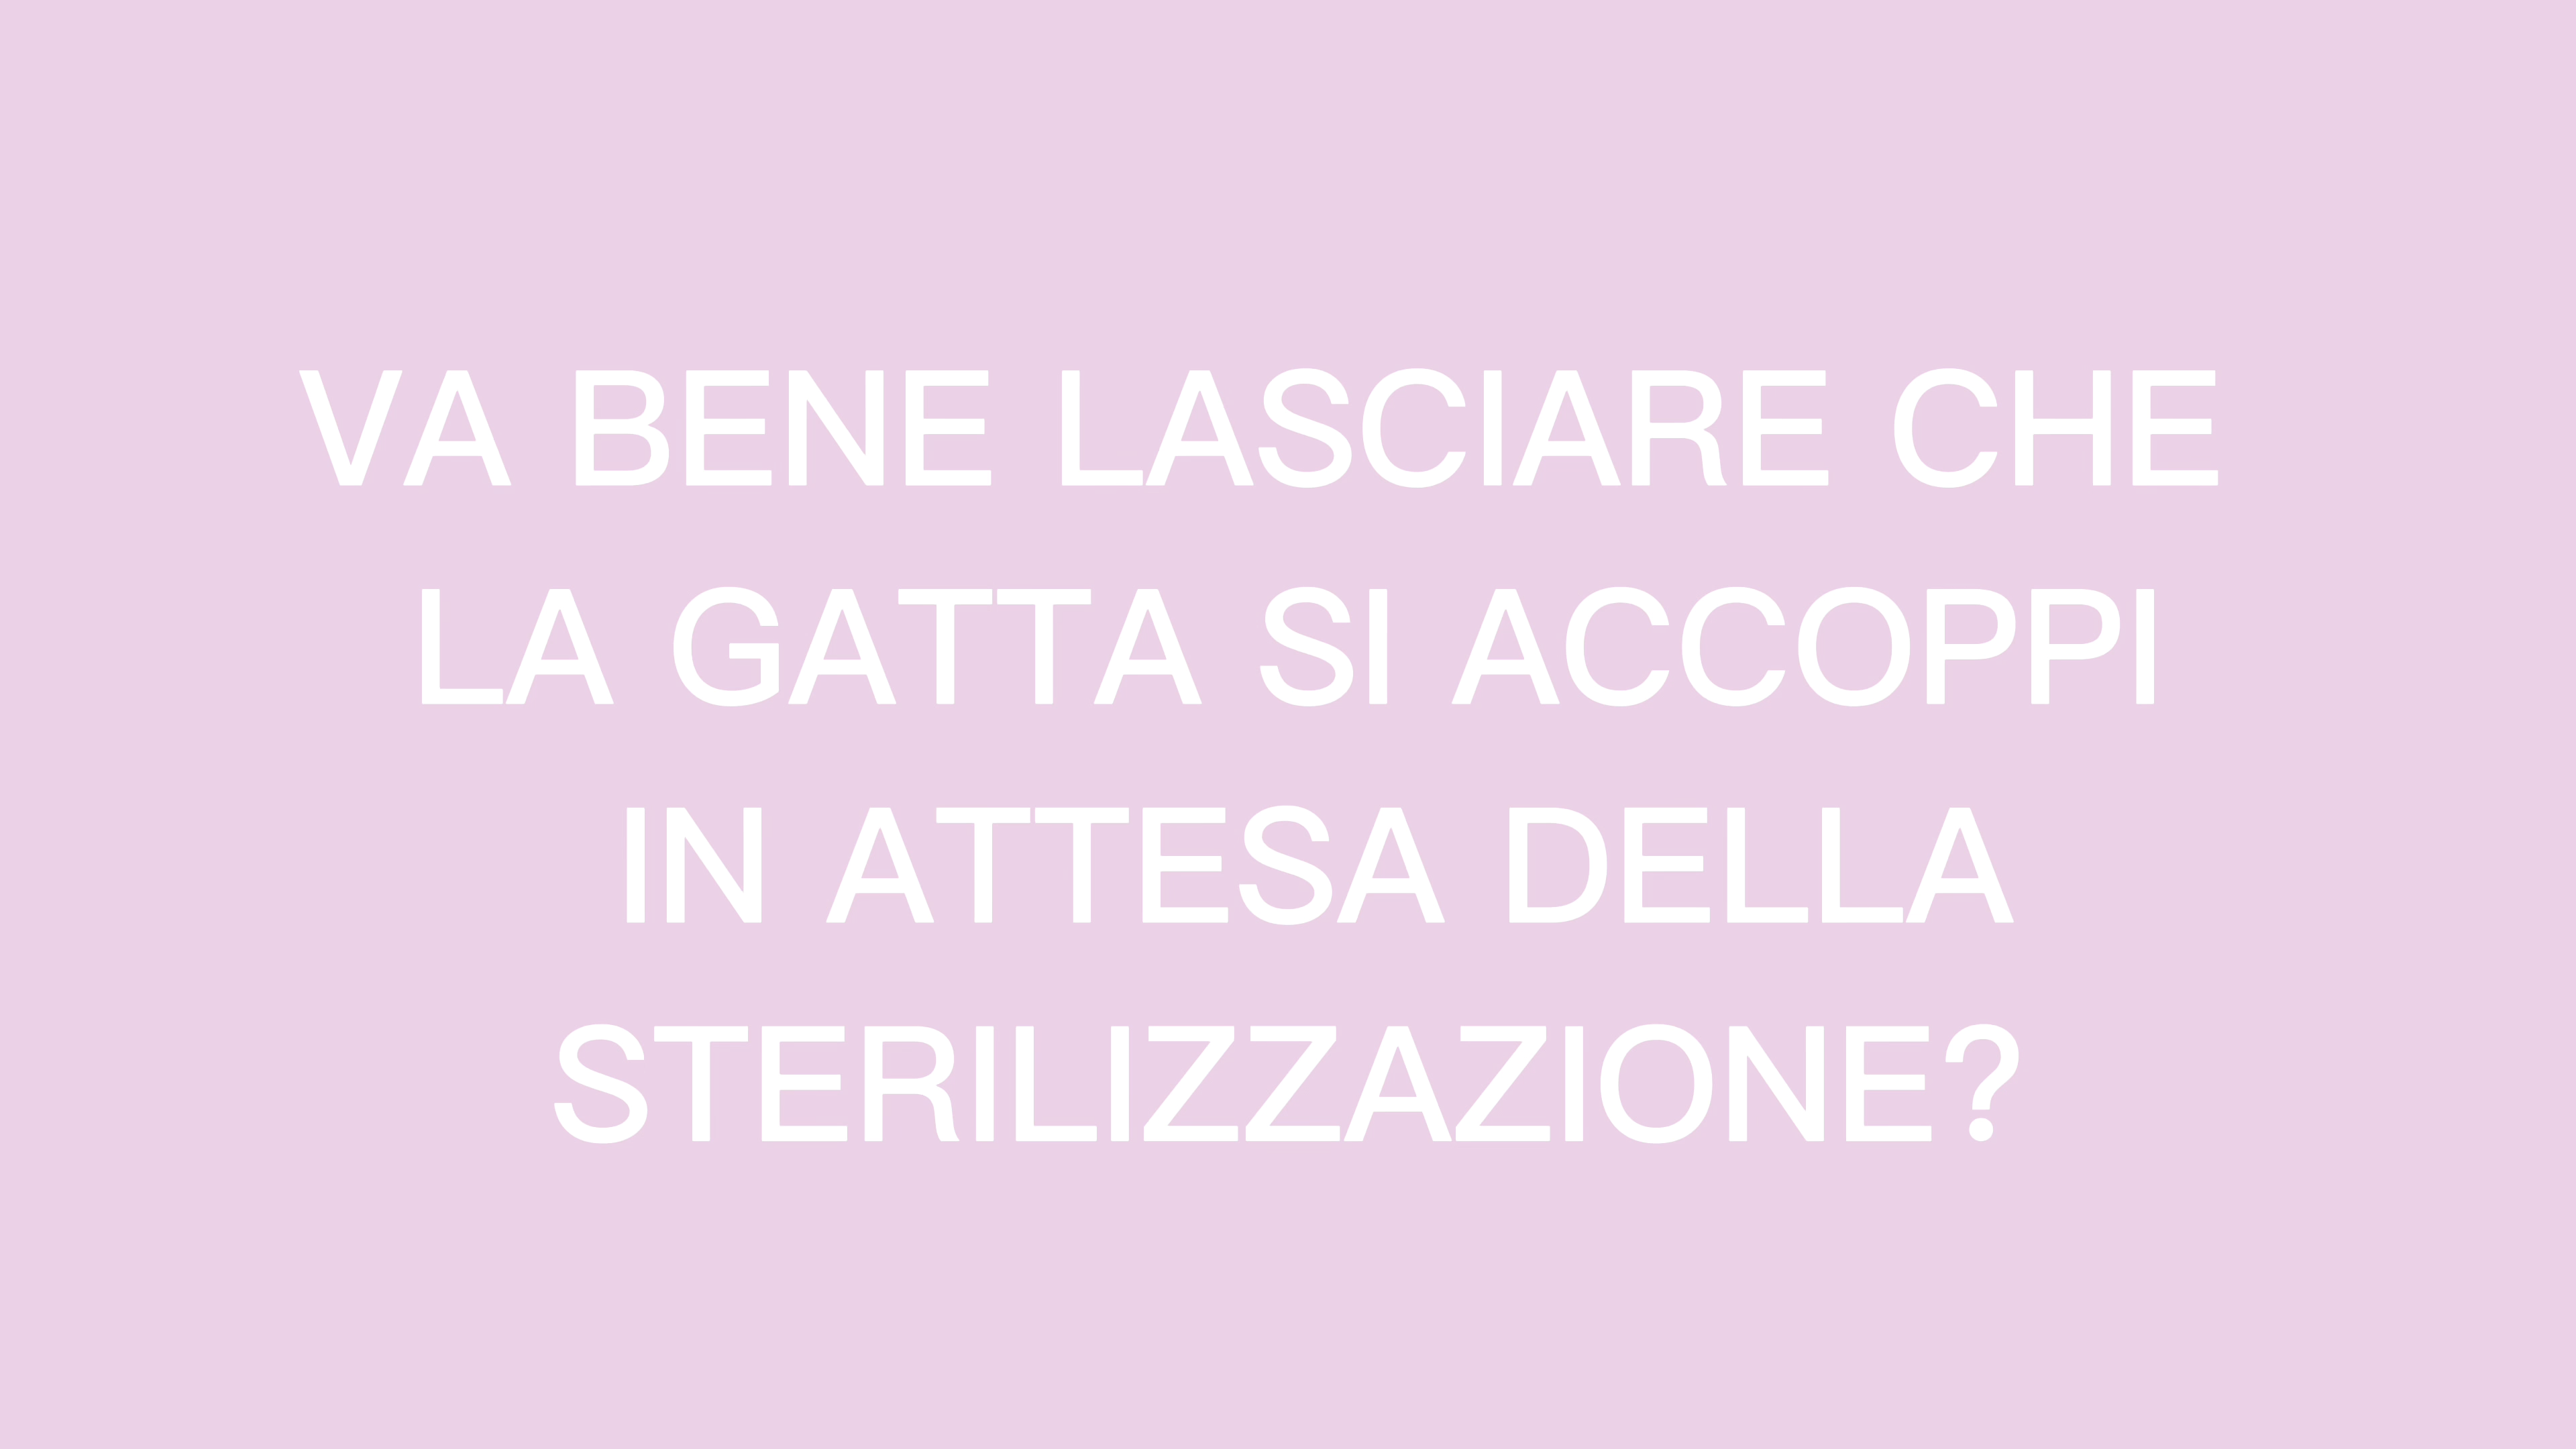 VA BENE LASCIARE CHE
LA GATTA SI ACCOPPI
IN ATTESA DELLA
STERILIZZAZIONE?